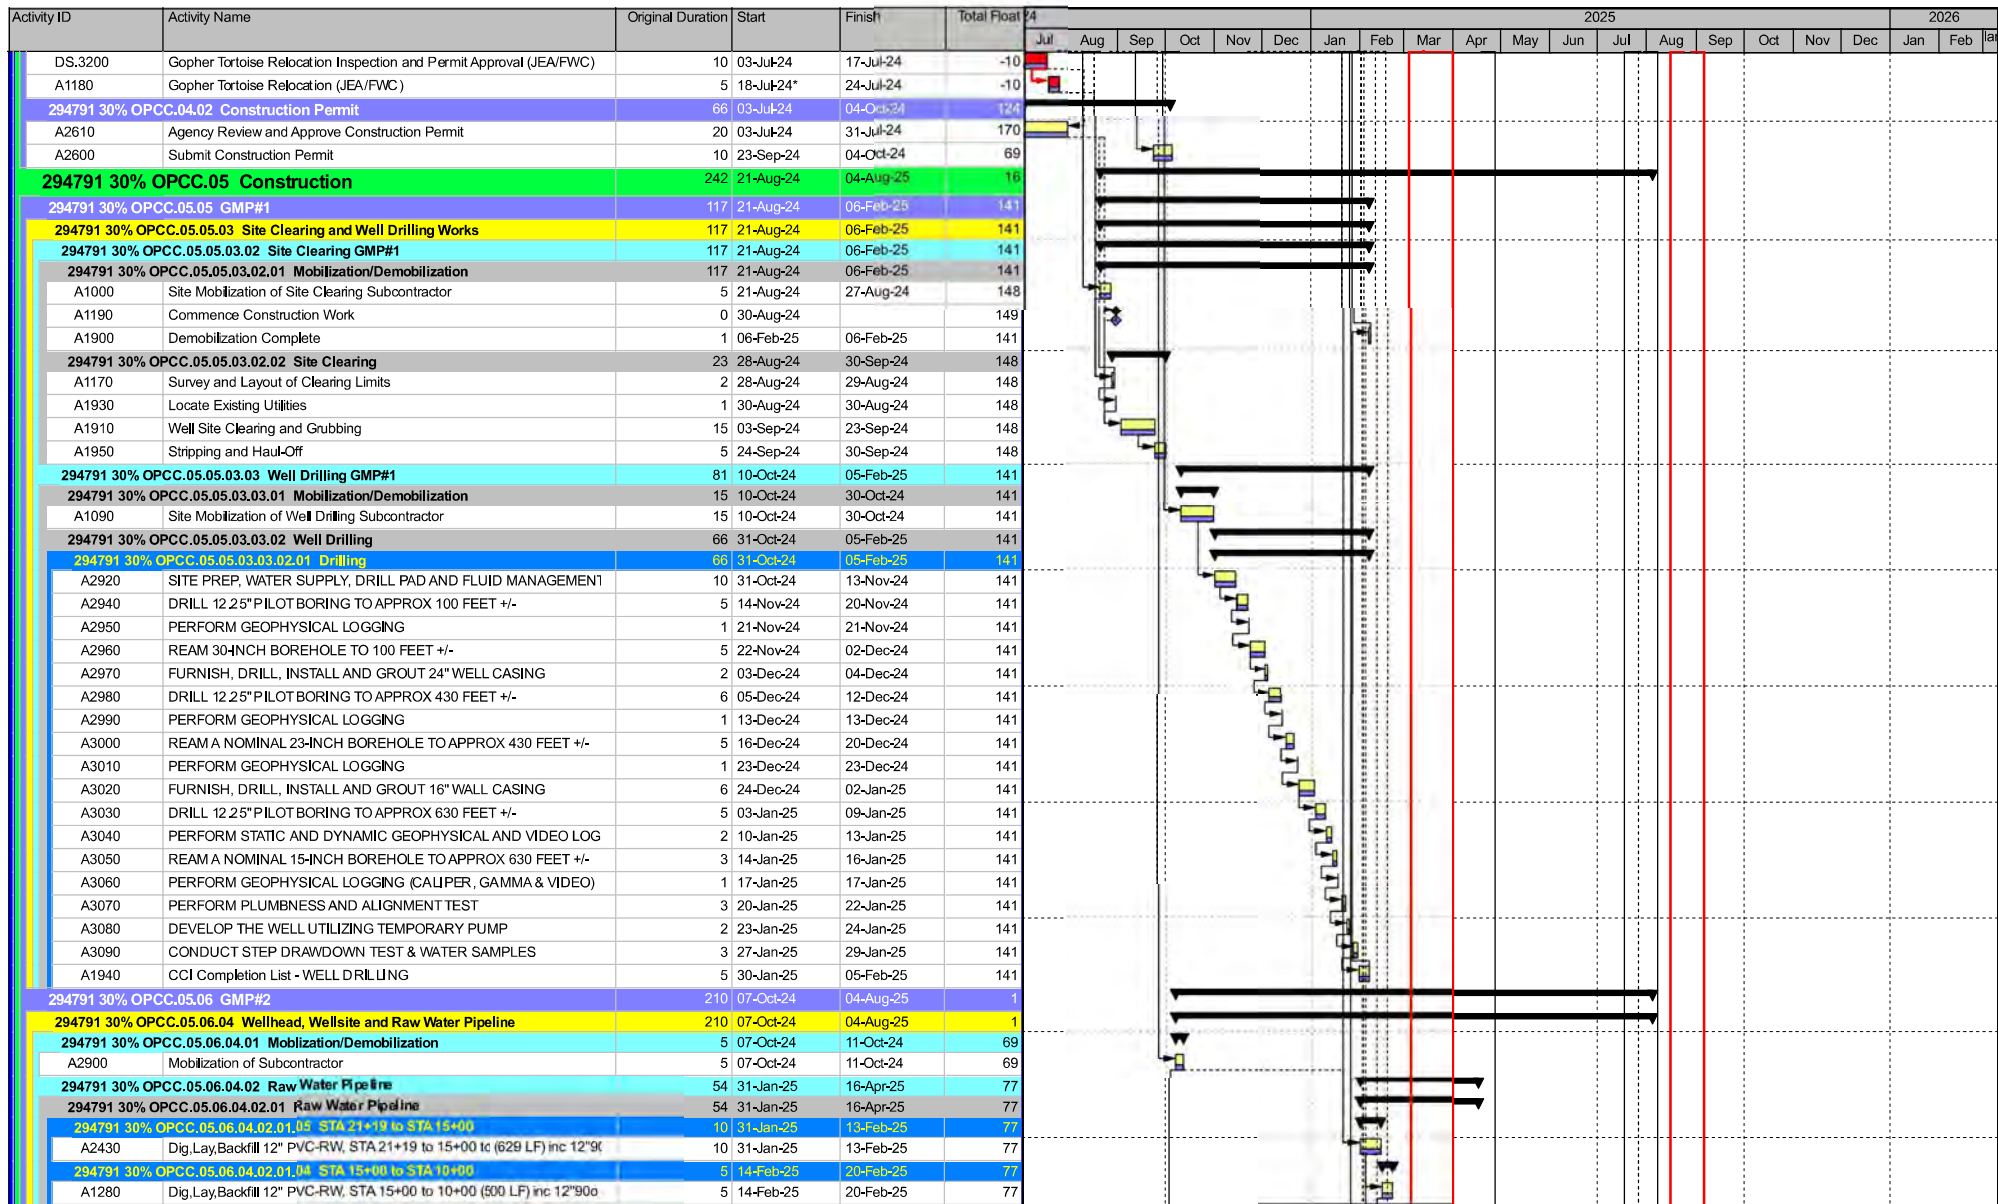 Activity ID Activity Name Original Duration Start Finish Total Float 24 2025 2026
Jul Aug Sep Oct Nov Dec Jan Feb Mar Apr May Jun Jul Aug Sep Oct Nov Dec Jan Feb
DS.3200 Gopher Tortoise Relocation Inspection and Permit Approval (JEA/FWC) 10 03-Jul-24 17-Jul-24 -10
A1180 Gopher Tortoise Relocation (JEA/FWC) 5 18-Jul-24* 24-Jul-24 -10
294791 30% OPCC.04.02 Construction Permit 66 03-Jul-24 04-Oct-24 124
A2610 Agency Review and Approve Construction Permit 20 03-Jul-24 31-Jul-24 170
A2600 Submit Construction Permit 10 23-Sep-24 04-Oct-24 69
294791 30% OPCC.05 Construction 242 21-Aug-24 04-Aug-25 16
294791 30% OPCC.05.05 GMP#1 117 21-Aug-24 06-Feb-25 141
294791 30% OPCC.05.05.03 Site Clearing and Well Drilling Works 117 21-Aug-24 06-Feb-25 141
294791 30% OPCC.05.05.03.02 Site Clearing GMP#1 117 21-Aug-24 06-Feb-25 141
294791 30% OPCC.05.05.03.02.01 Mobilization/Demobilization 117 21-Aug-24 06-Feb-25 141
A1000 Site Mobilization of Site Clearing Subcontractor 5 21-Aug-24 27-Aug-24 148
A1190 Commence Construction Work 0 30-Aug-24 149
A1900 Demobilization Complete 1 06-Feb-25 06-Feb-25 141
294791 30% OPCC.05.05.03.02.02 Site Clearing 23 28-Aug-24 30-Sep-24 148
A1170 Survey and Layout of Clearing Limits 2 28-Aug-24 29-Aug-24 148
A1930 Locate Existing Utilities 1 30-Aug-24 30-Aug-24 148
A1910 Well Site Clearing and Grubbing 15 03-Sep-24 23-Sep-24 148
A1950 Stripping and Haul-Off 5 24-Sep-24 30-Sep-24 148
294791 30% OPCC.05.05.03.03 Well Drilling GMP#1 81 10-Oct-24 05-Feb-25 141
294791 30% OPCC.05.05.03.03.01 Mobilization/Demobilization 15 10-Oct-24 30-Oct-24 141
A1090 Site Mobilization of Well Drilling Subcontractor 15 10-Oct-24 30-Oct-24 141
294791 30% OPCC.05.05.03.03.02 Well Drilling 66 31-Oct-24 05-Feb-25 141
294791 30% OPCC.05.05.03.03.02.01 Drilling 66 31-Oct-24 05-Feb-25 141
A2920 SITE PREP, WATER SUPPLY, DRILL PAD AND FLUID MANAGEMENT 10 31-Oct-24 13-Nov-24 141
A2940 DRILL 12.25" PILOT BORING TO APPROX 100 FEET +/- 5 14-Nov-24 20-Nov-24 141
A2950 PERFORM GEOPHYSICAL LOGGING 1 21-Nov-24 21-Nov-24 141
A2960 REAM 30-INCH BOREHOLE TO 100 FEET +/- 5 22-Nov-24 02-Dec-24 141
A2970 FURNISH, DRILL, INSTALL AND GROUT 24" WELL CASING 2 03-Dec-24 04-Dec-24 141
A2980 DRILL 12.25" PILOT BORING TO APPROX 430 FEET +/- 6 05-Dec-24 12-Dec-24 141
A2990 PERFORM GEOPHYSICAL LOGGING 1 13-Dec-24 13-Dec-24 141
A3000 REAM A NOMINAL 23-INCH BOREHOLE TO APPROX 430 FEET +/- 5 16-Dec-24 20-Dec-24 141
A3010 PERFORM GEOPHYSICAL LOGGING 1 23-Dec-24 23-Dec-24 141
A3020 FURNISH, DRILL, INSTALL AND GROUT 16" WALL CASING 6 24-Dec-24 02-Jan-25 141
A3030 DRILL 12.25" PILOT BORING TO APPROX 630 FEET +/- 5 03-Jan-25 09-Jan-25 141
A3040 PERFORM STATIC AND DYNAMIC GEOPHYSICAL AND VIDEO LOG 2 10-Jan-25 13-Jan-25 141
A3050 REAM A NOMINAL 15-INCH BOREHOLE TO APPROX 630 FEET +/- 3 14-Jan-25 16-Jan-25 141
A3060 PERFORM GEOPHYSICAL LOGGING (CALIPER, GAMMA & VIDEO) 1 17-Jan-25 17-Jan-25 141
A3070 PERFORM PLUMBNESS AND ALIGNMENT TEST 3 20-Jan-25 22-Jan-25 141
A3080 DEVELOP THE WELL UTILIZING TEMPORARY PUMP 2 23-Jan-25 24-Jan-25 141
A3090 CONDUCT STEP DRAWDOWN TEST & WATER SAMPLES 3 27-Jan-25 29-Jan-25 141
A1940 CCI Completion List - WELL DRILLING 5 30-Jan-25 05-Feb-25 141
294791 30% OPCC.05.06 GMP#2 210 07-Oct-24 04-Aug-25 1
294791 30% OPCC.05.06.04 Wellhead, Wellsite and Raw Water Pipeline 210 07-Oct-24 04-Aug-25 1
294791 30% OPCC.05.06.04.01 Moblization/Demobilization 5 07-Oct-24 11-Oct-24 69
A2900 Mobilization of Subcontractor 5 07-Oct-24 11-Oct-24 69
294791 30% OPCC.05.06.04.02 Raw Water Pipeline 54 31-Jan-25 16-Apr-25 77
294791 30% OPCC.05.06.04.02.01 Raw Water Pipeline 54 31-Jan-25 16-Apr-25 77
294791 30% OPCC.05.06.04.02.01.05 STA 21+19 to STA 15+00 10 31-Jan-25 13-Feb-25 77
A2430 Dig,Lay,Backfill 12" PVC-RW, STA 21+19 to 15+00 to (629 LF) inc 12"90 10 31-Jan-25 13-Feb-25 77
294791 30% OPCC.05.06.04.02.01.04 STA 15+00 to STA 10+00 5 14-Feb-25 20-Feb-25 77
A1280 Dig,Lay,Backfill 12" PVC-RW, STA 15+00 to 10+00 (500 LF) inc 12"90o 5 14-Feb-25 20-Feb-25 77